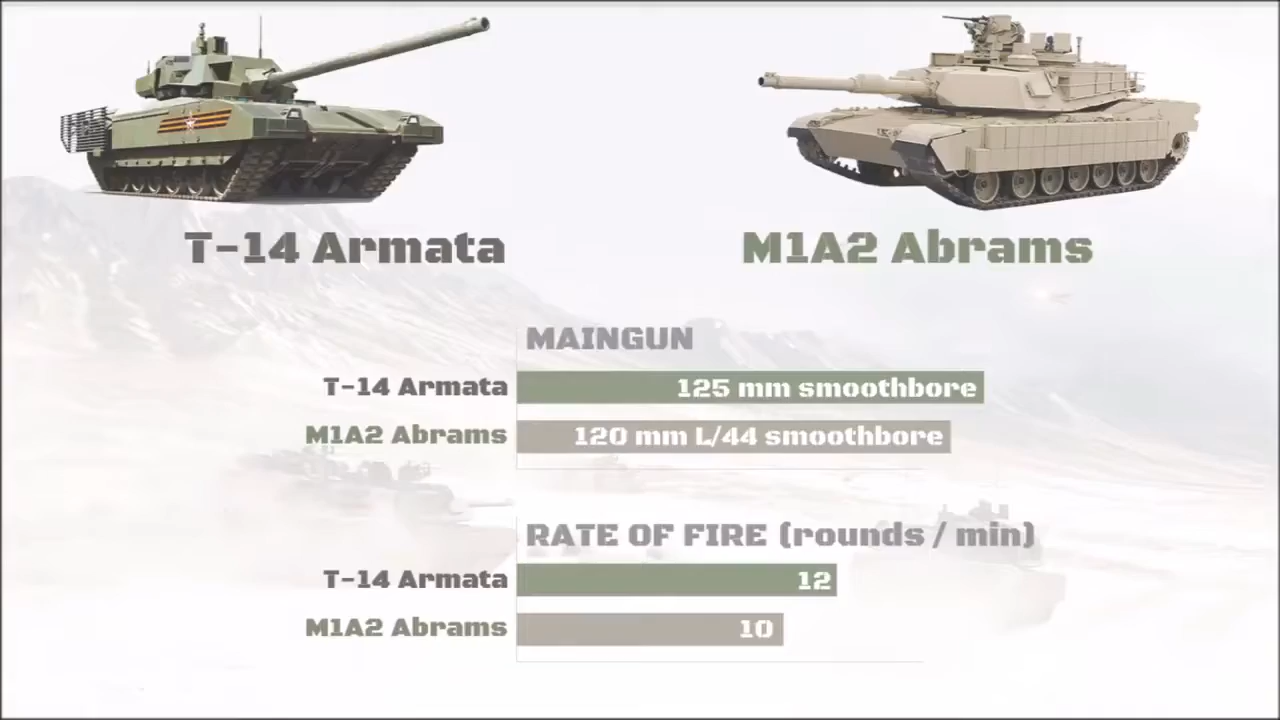 T-14 Armata
M1A2 Abrams
MAINGUN
T-14 Armata 125 mm smoothbore
M1A2 Abrams 120 mm L/44 smoothbore
RATE OF FIRE (rounds / min)
T-14 Armata 12
M1A2 Abrams 10